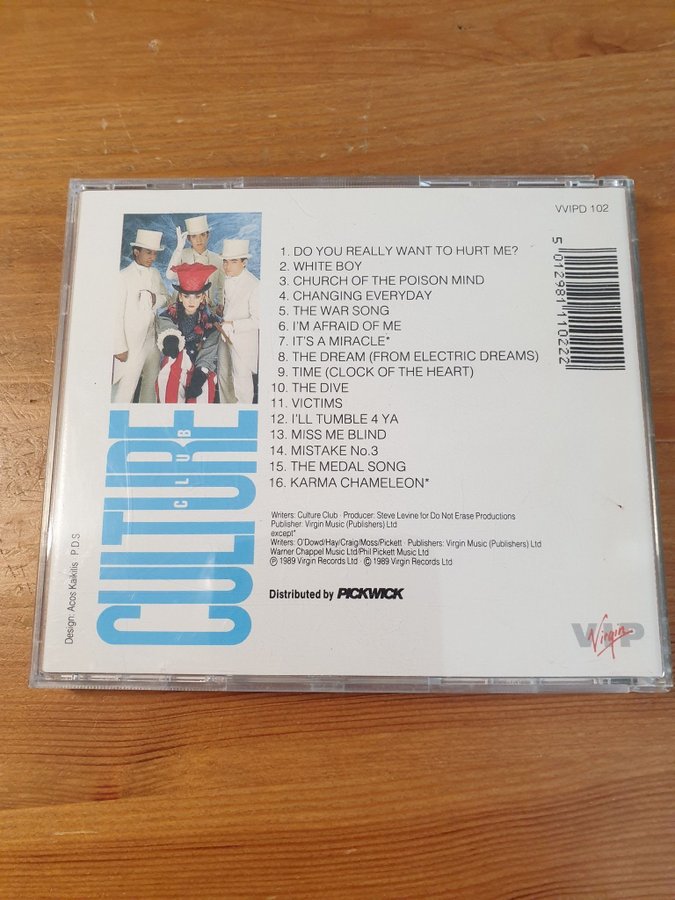 VVIPD 102
1. DO YOU REALLY WANT TO HURT ME?
2. WHITE BOY
3. CHURCH OF THE POISON MIND
4. CHANGING EVERYDAY
5. THE WAR SONG
6. I'M AFRAID OF ME
7. IT'S A MIRACLE*
8. THE DREAM (FROM ELECTRIC DREAMS)
9. TIME (CLOCK OF THE HEART)
10. THE DIVE
11. VICTIMS
12. I'LL TUMBLE 4 YA
13. MISS ME BLIND
14. MISTAKE No.3
15. THE MEDAL SONG
16. KARMA CHAMELEON*
5 012981 110222
CULTURE
CLUB
Writers: Culture Club · Producer: Steve Levine for Do Not Erase Productions
Publisher: Virgin Music (Publishers) Ltd
except*
Writers: O'Dowd/Hay/Craig/Moss/Pickett · Publishers: Virgin Music (Publishers) Ltd
Warner Chappel Music Ltd/Phil Pickett Music Ltd
℗ 1989 Virgin Records Ltd · © 1989 Virgin Records Ltd
Distributed by PICKWICK
Design: Acos Kaikitis · P.D.S.
VIP
Virgin